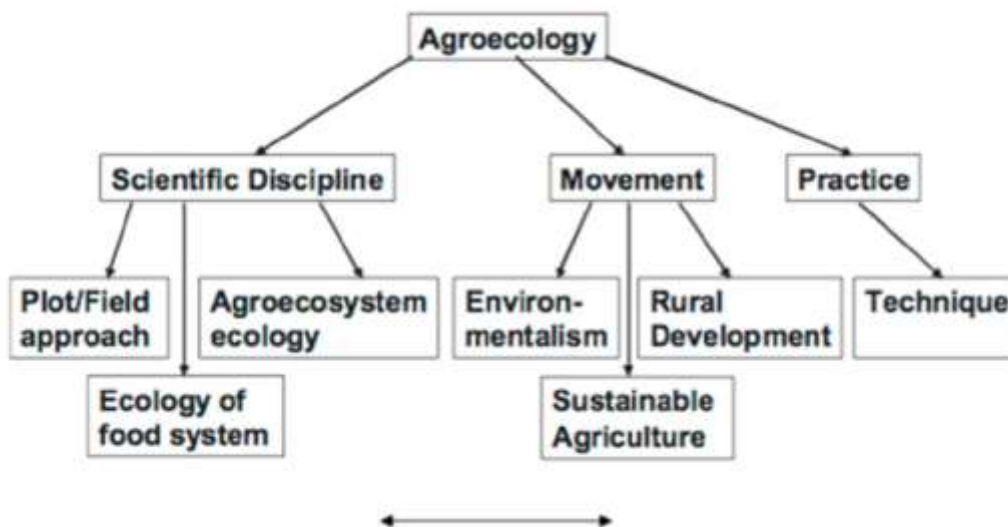 Agroecology
Scientific Discipline
Movement
Practice
Plot/Field
approach
Agroecosystem
ecology
Environ-
mentalism
Rural
Development
Technique
Ecology of
food system
Sustainable
Agriculture